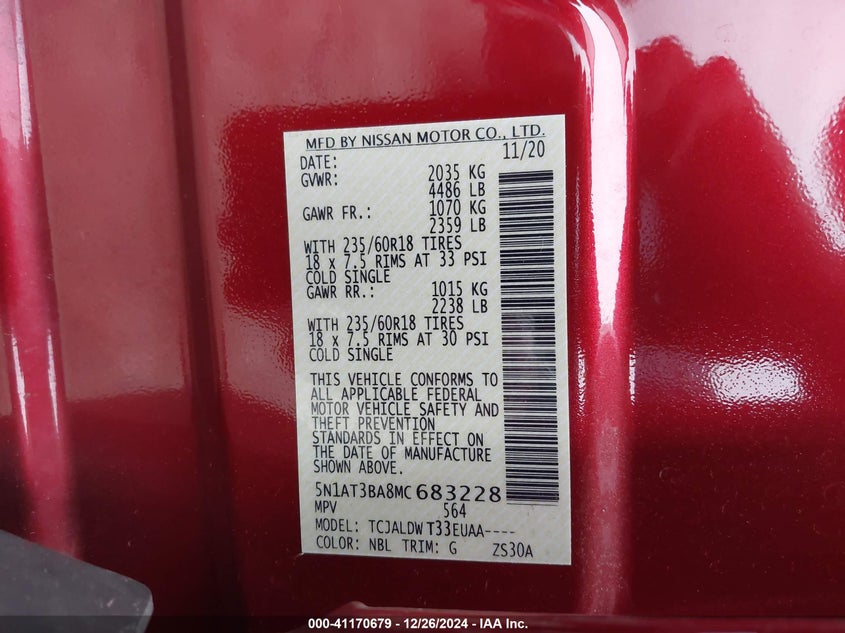 MFD BY NISSAN MOTOR CO., LTD.
DATE: 11/20
GVWR: 2035 KG
4486 LB
GAWR FR.: 1070 KG
2359 LB
WITH 235/60R18 TIRES
18 x 7.5 RIMS AT 33 PSI
COLD SINGLE
GAWR RR.: 1015 KG
2238 LB
WITH 235/60R18 TIRES
18 x 7.5 RIMS AT 30 PSI
COLD SINGLE
THIS VEHICLE CONFORMS TO
ALL APPLICABLE FEDERAL
MOTOR VEHICLE SAFETY AND
THEFT PREVENTION
STANDARDS IN EFFECT ON
THE DATE OF MANUFACTURE
SHOWN ABOVE.
5N1AT3BA8MC683228
MPV 564
MODEL: TCJALDW T33EUAA----
COLOR: NBL TRIM: G ZS30A
000-41170679 - 12/26/2024 - IAA Inc.